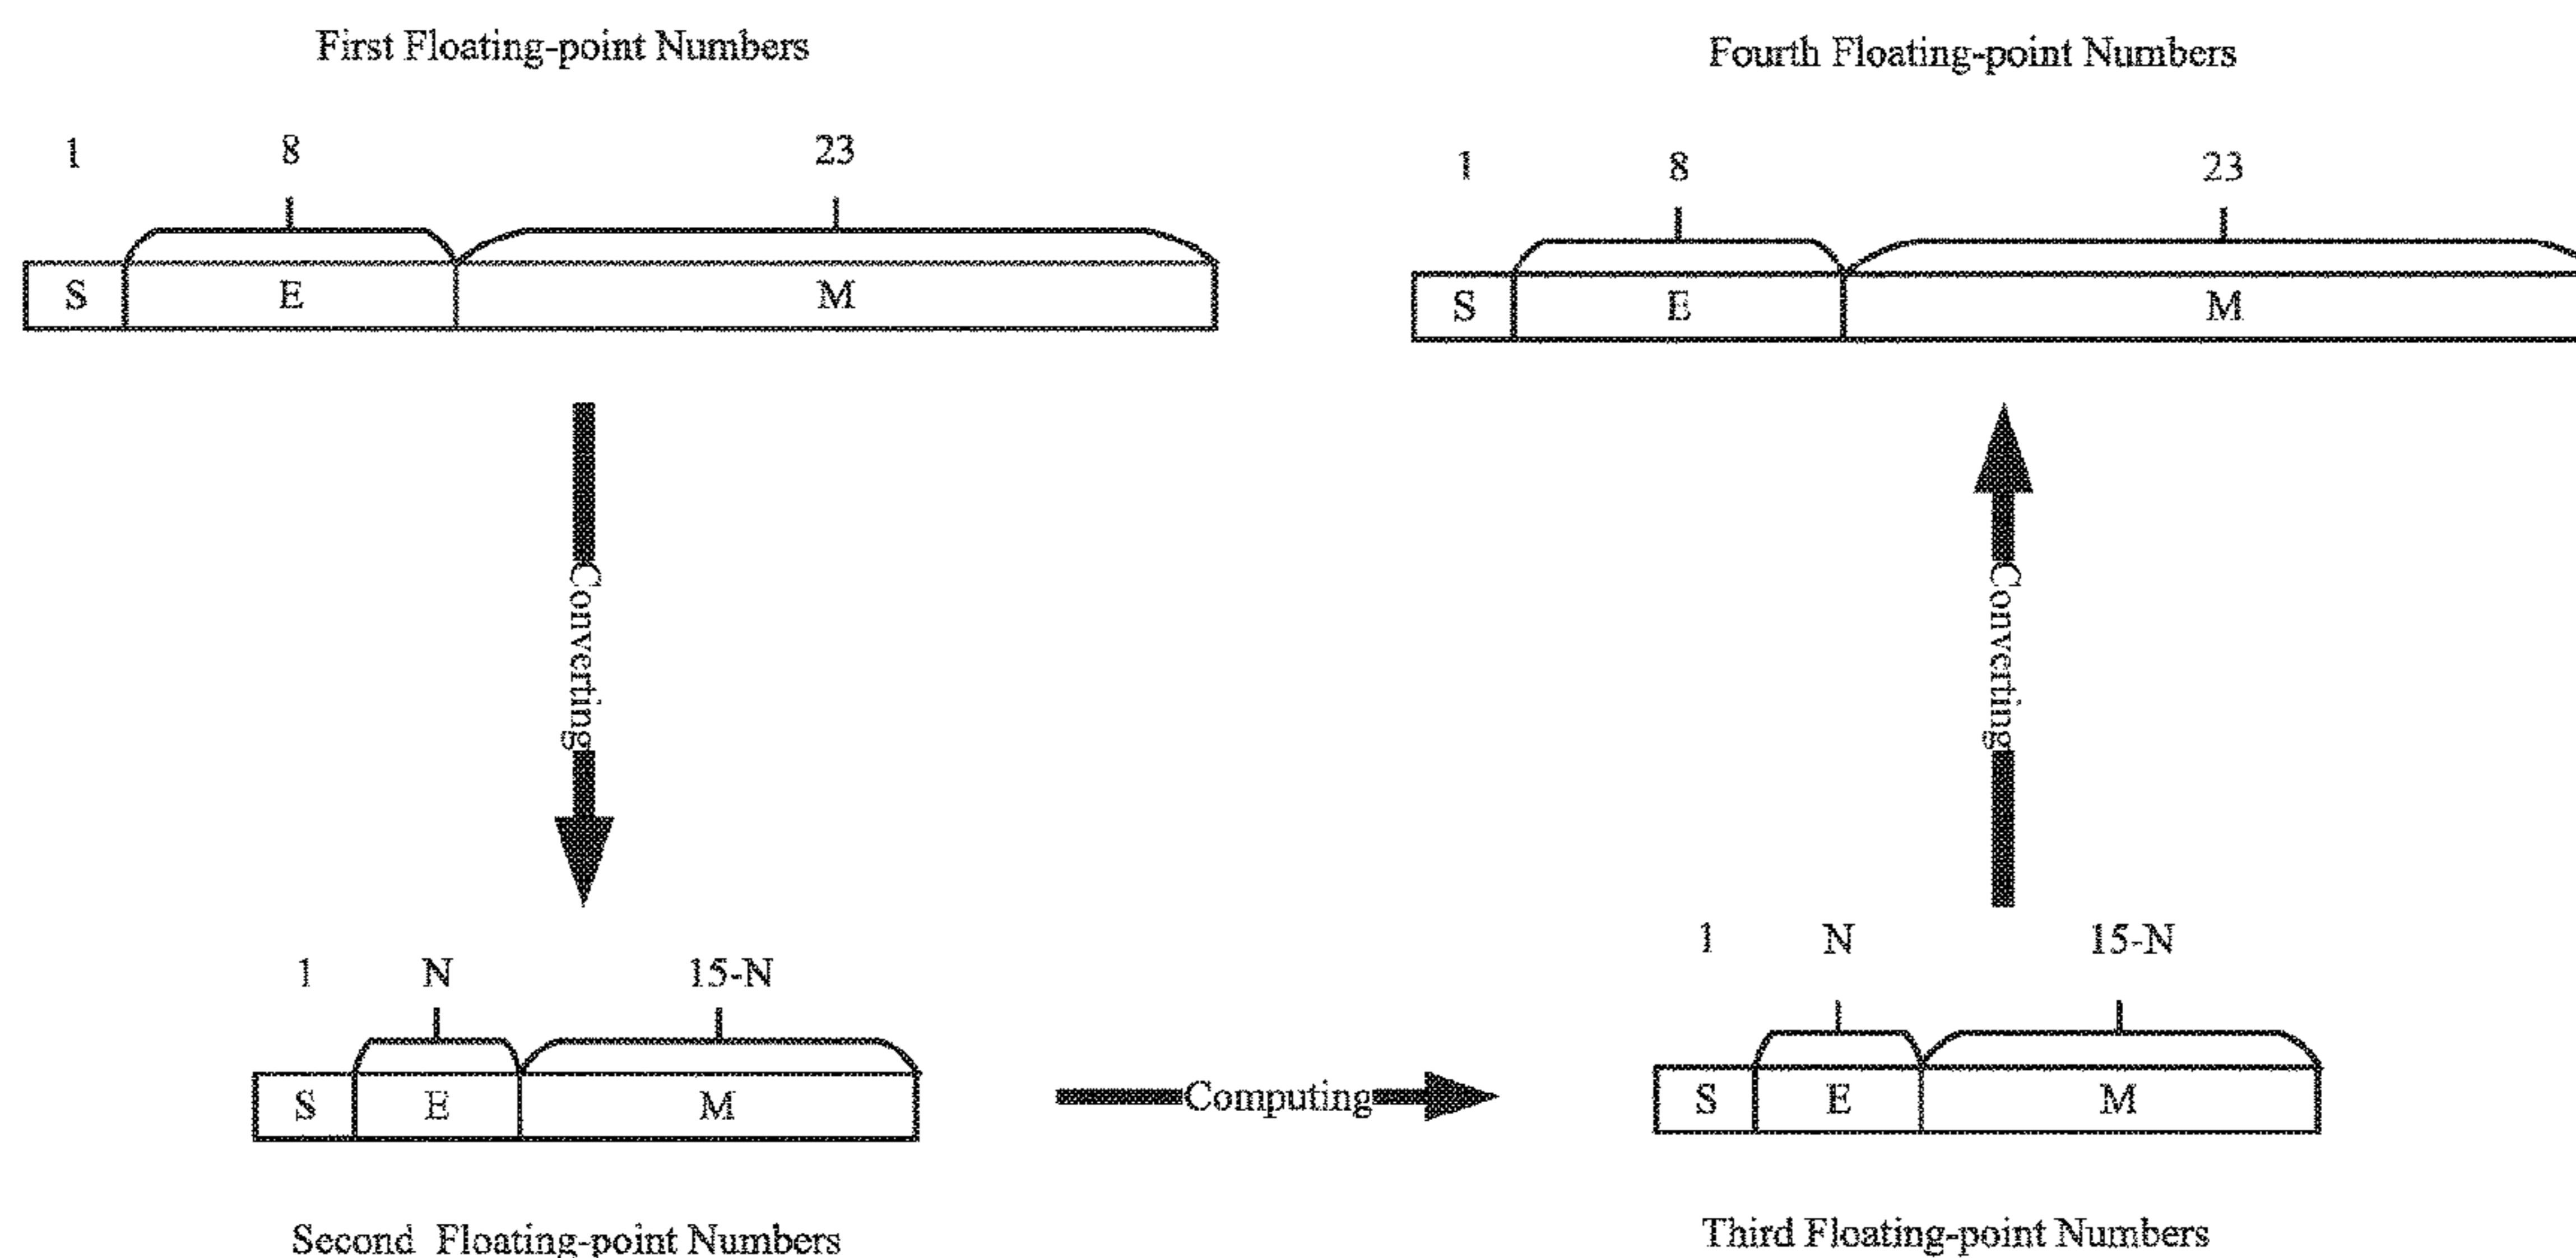 First Floating-point Numbers
Fourth Floating-point Numbers
1 8 23
1 8 23
S E M
S E M
Converting
Converting
1 N 15-N
1 N 15-N
S E M
Computing
S E M
Second Floating-point Numbers
Third Floating-point Numbers